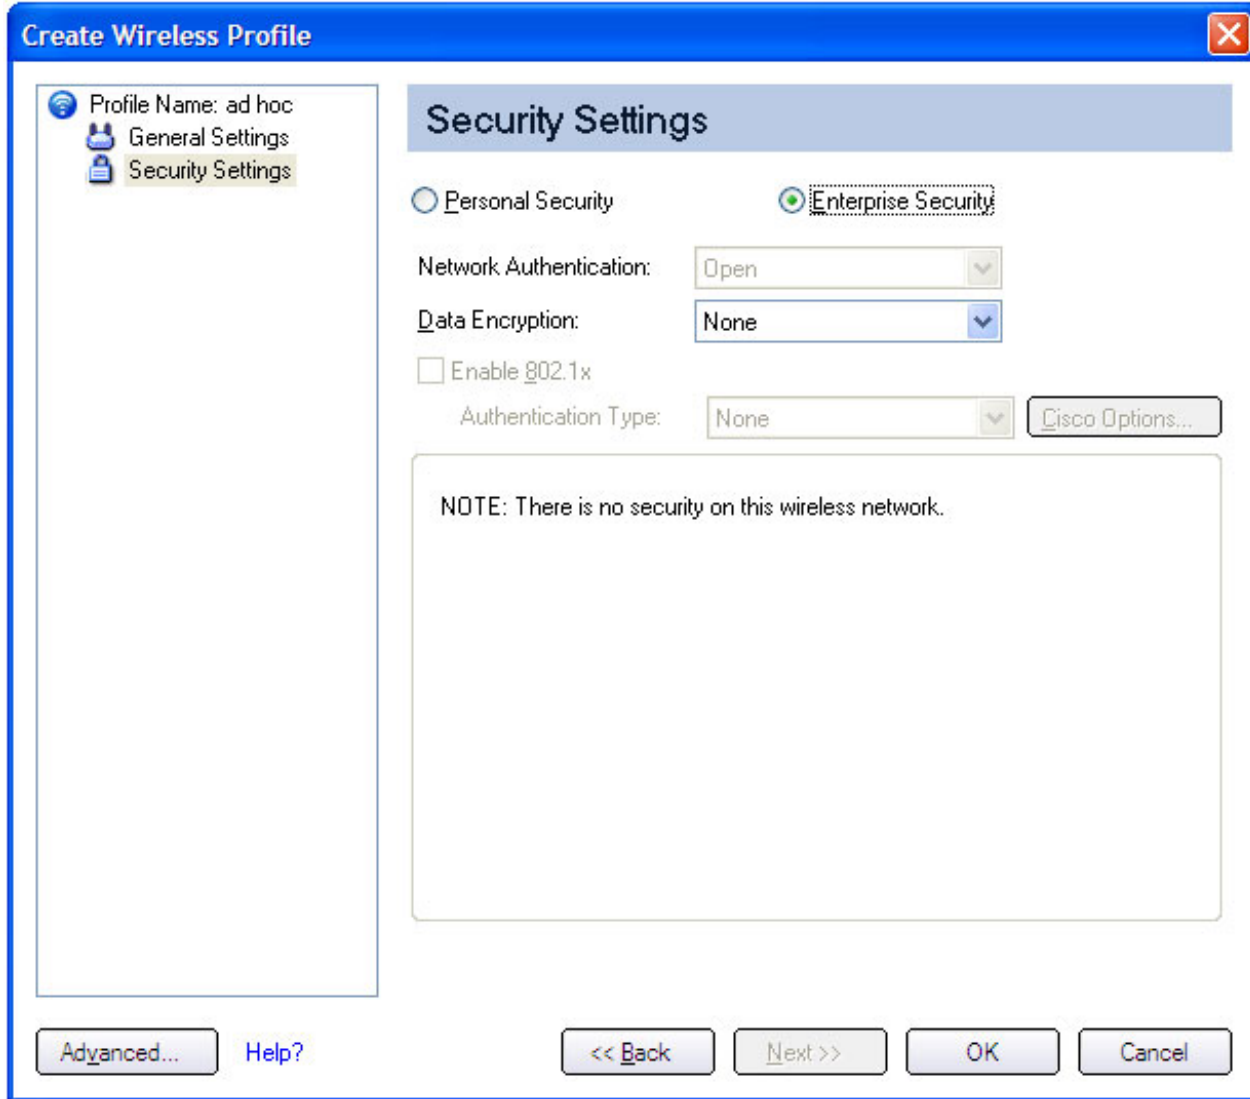 Create Wireless Profile
Profile Name: ad hoc
General Settings
Security Settings
Security Settings
Personal Security
Enterprise Security
Network Authentication:
Open
Data Encryption:
None
Enable 802.1x
Authentication Type:
None
Cisco Options...
NOTE: There is no security on this wireless network.
Advanced...
Help?
<< Back
Next >>
OK
Cancel